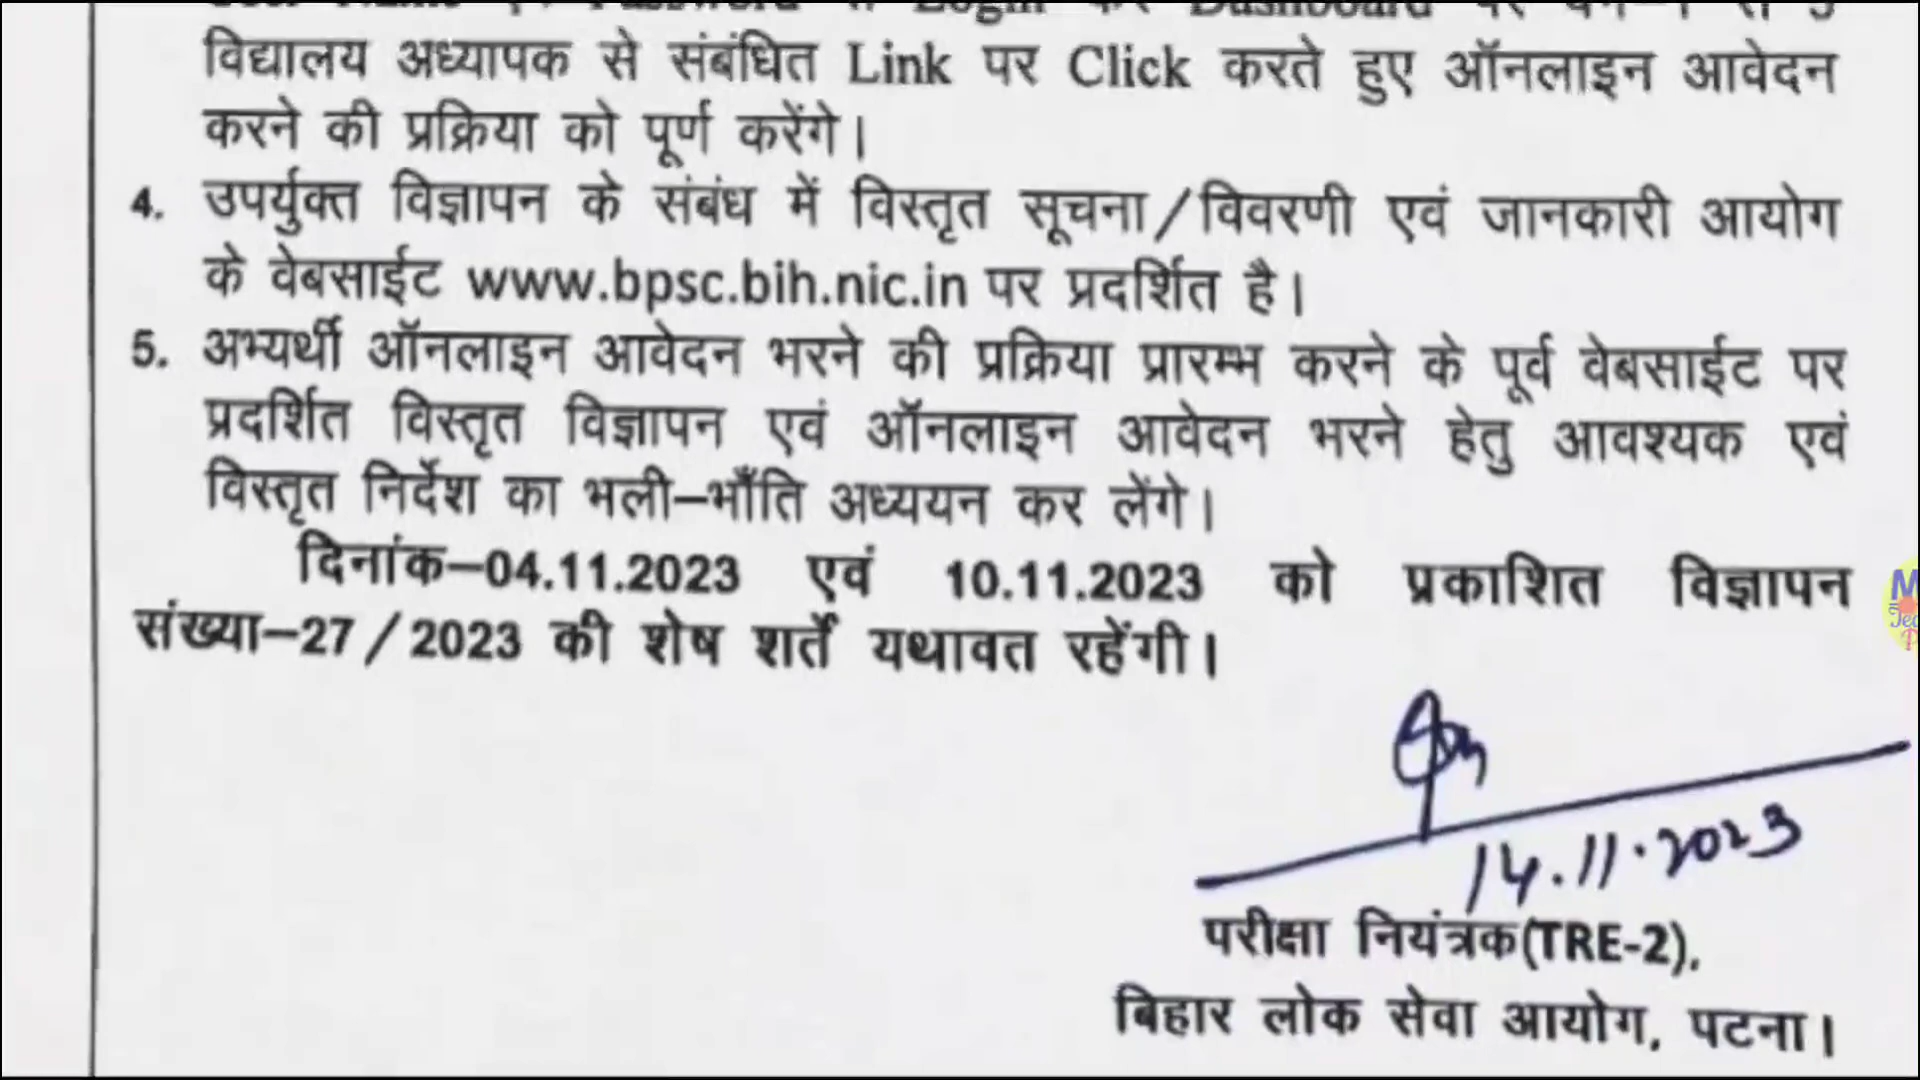 Login Dashboard
विद्यालय अध्यापक से संबंधित Link पर Click करते हुए ऑनलाइन आवेदन
करने की प्रक्रिया को पूर्ण करेंगे।
4. उपर्युक्त विज्ञापन के संबंध में विस्तृत सूचना/विवरणी एवं जानकारी आयोग
के वेबसाईट www.bpsc.bih.nic.in पर प्रदर्शित है।
5. अभ्यर्थी ऑनलाइन आवेदन भरने की प्रक्रिया प्रारम्भ करने के पूर्व वेबसाईट पर
प्रदर्शित विस्तृत विज्ञापन एवं ऑनलाइन आवेदन भरने हेतु आवश्यक एवं
विस्तृत निर्देश का भली–भाँति अध्ययन कर लेंगे।
दिनांक–04.11.2023 एवं 10.11.2023 को प्रकाशित विज्ञापन
संख्या–27/2023 की शेष शर्तें यथावत रहेंगी।
14.11.2023
परीक्षा नियंत्रक(TRE-2),
बिहार लोक सेवा आयोग, पटना।